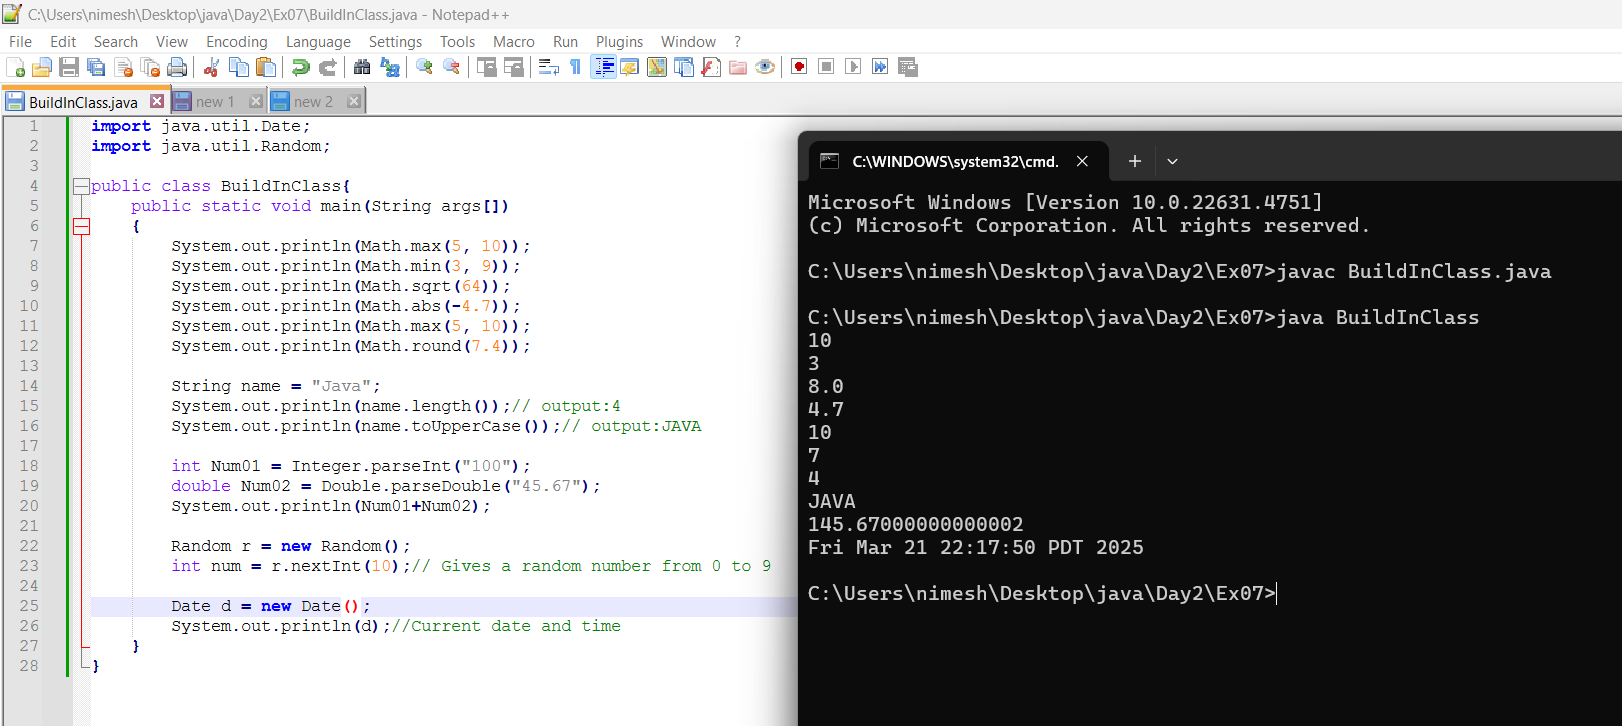 C:\Users\nimesh\Desktop\java\Day2\Ex07\BuildInClass.java - Notepad++
File Edit Search View Encoding Language Settings Tools Macro Run Plugins Window ?
BuildInClass.java new 1 new 2
1 import java.util.Date;
2 import java.util.Random;
3
4 public class BuildInClass{
5 public static void main(String args[])
6 {
7 System.out.println(Math.max(5, 10));
8 System.out.println(Math.min(3, 9));
9 System.out.println(Math.sqrt(64));
10 System.out.println(Math.abs(-4.7));
11 System.out.println(Math.max(5, 10));
12 System.out.println(Math.round(7.4));
13
14 String name = "Java";
15 System.out.println(name.length());// output:4
16 System.out.println(name.toUpperCase());// output:JAVA
17
18 int Num01 = Integer.parseInt("100");
19 double Num02 = Double.parseDouble("45.67");
20 System.out.println(Num01+Num02);
21
22 Random r = new Random();
23 int num = r.nextInt(10);// Gives a random number from 0 to 9
24
25 Date d = new Date();
26 System.out.println(d);//Current date and time
27 }
28 }
C:\WINDOWS\system32\cmd.
Microsoft Windows [Version 10.0.22631.4751]
(c) Microsoft Corporation. All rights reserved.
C:\Users\nimesh\Desktop\java\Day2\Ex07>javac BuildInClass.java
C:\Users\nimesh\Desktop\java\Day2\Ex07>java BuildInClass
10
3
8.0
4.7
10
7
4
JAVA
145.67000000000002
Fri Mar 21 22:17:50 PDT 2025
C:\Users\nimesh\Desktop\java\Day2\Ex07>